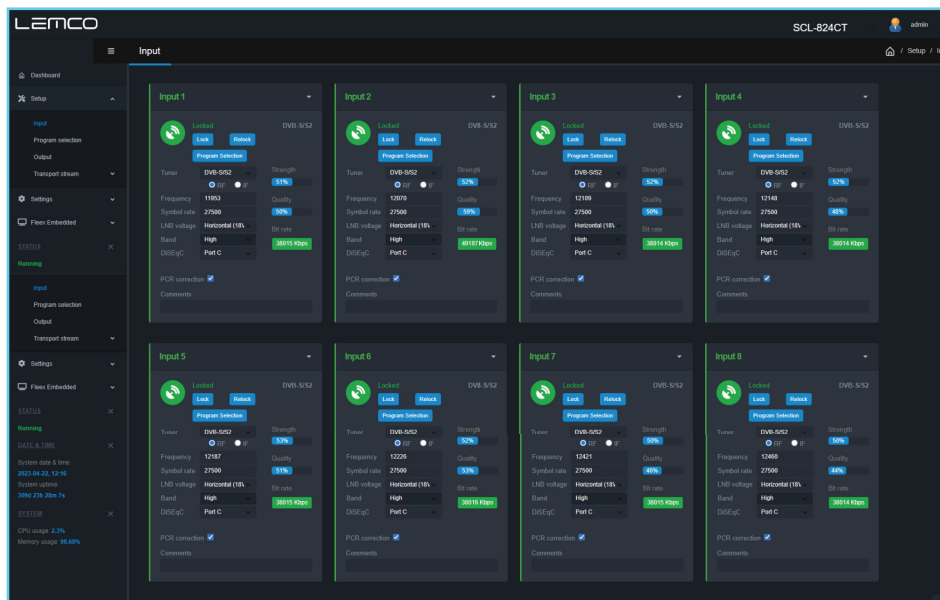 LEMCO
SCL-824CT
admin
Input
/ Setup / I
Dashboard
Setup
Input
Program selection
Output
Transport stream
Settings
Fleex Embedded
STATUS
Running
Input
Program selection
Output
Transport stream
Settings
Fleex Embedded
STATUS
Running
DATE & TIME
System date & time
2023-04-22, 12:16
System uptime
309d 23h 28m 7s
SYSTEM
CPU usage: 2.3%
Memory usage: 98.68%
Input 1
Locked DVB-S/S2
Lock Relock
Program Selection
Tuner DVB-S/S2 Strength
RF IF 51%
Frequency 11953 Quality
Symbol rate 27500 50%
LNB voltage Horizontal (18V Bit rate
Band High 38015 Kbps
DiSEqC Port C
PCR correction
Comments
Input 2
Locked DVB-S/S2
Lock Relock
Program Selection
Tuner DVB-S/S2 Strength
RF IF 52%
Frequency 12070 Quality
Symbol rate 27500 58%
LNB voltage Horizontal (18V Bit rate
Band High 49187 Kbps
DiSEqC Port C
PCR correction
Comments
Input 3
Locked DVB-S/S2
Lock Relock
Program Selection
Tuner DVB-S/S2 Strength
RF IF 52%
Frequency 12109 Quality
Symbol rate 27500 50%
LNB voltage Horizontal (18V Bit rate
Band High 38014 Kbps
DiSEqC Port C
PCR correction
Comments
Input 4
Locked DVB-S/S2
Lock Relock
Program Selection
Tuner DVB-S/S2 Strength
RF IF 52%
Frequency 12148 Quality
Symbol rate 27500 48%
LNB voltage Horizontal (18V Bit rate
Band High 38014 Kbps
DiSEqC Port C
PCR correction
Comments
Input 5
Locked DVB-S/S2
Lock Relock
Program Selection
Tuner DVB-S/S2 Strength
RF IF 53%
Frequency 12187 Quality
Symbol rate 27500 51%
LNB voltage Horizontal (18V Bit rate
Band High 38015 Kbps
DiSEqC Port C
PCR correction
Comments
Input 6
Locked DVB-S/S2
Lock Relock
Program Selection
Tuner DVB-S/S2 Strength
RF IF 52%
Frequency 12226 Quality
Symbol rate 27500 53%
LNB voltage Horizontal (18V Bit rate
Band High 38016 Kbps
DiSEqC Port C
PCR correction
Comments
Input 7
Locked DVB-S/S2
Lock Relock
Program Selection
Tuner DVB-S/S2 Strength
RF IF 50%
Frequency 12421 Quality
Symbol rate 27500 46%
LNB voltage Horizontal (18V Bit rate
Band High 38015 Kbps
DiSEqC Port C
PCR correction
Comments
Input 8
Locked DVB-S/S2
Lock Relock
Program Selection
Tuner DVB-S/S2 Strength
RF IF 50%
Frequency 12460 Quality
Symbol rate 27500 44%
LNB voltage Horizontal (18V Bit rate
Band High 38014 Kbps
DiSEqC Port C
PCR correction
Comments